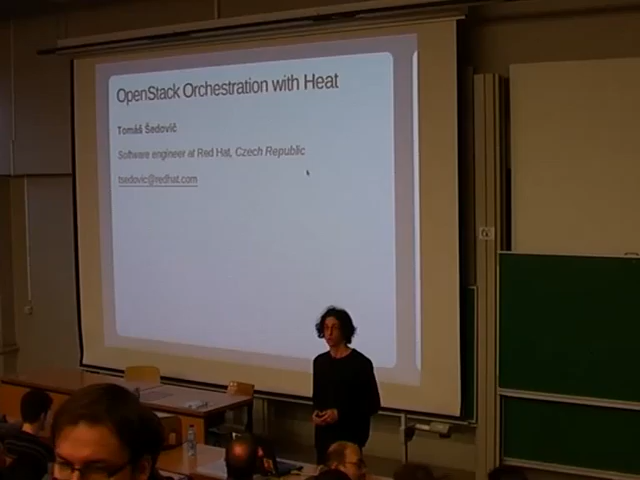 OpenStack Orchestration with Heat
Tomáš Šedovič
Software engineer at Red Hat, Czech Republic
tsedovic@redhat.com